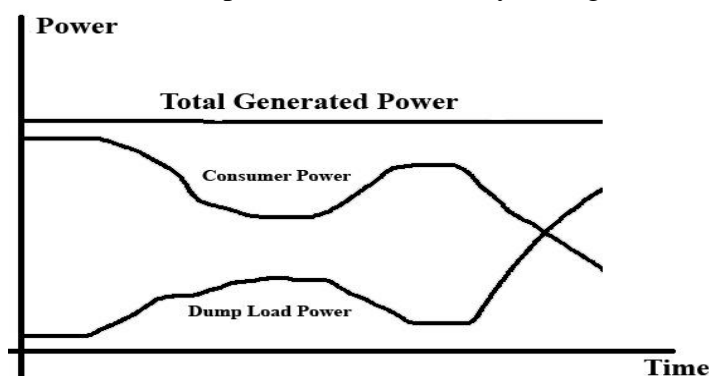 Power
Total Generated Power
Consumer Power
Dump Load Power
Time